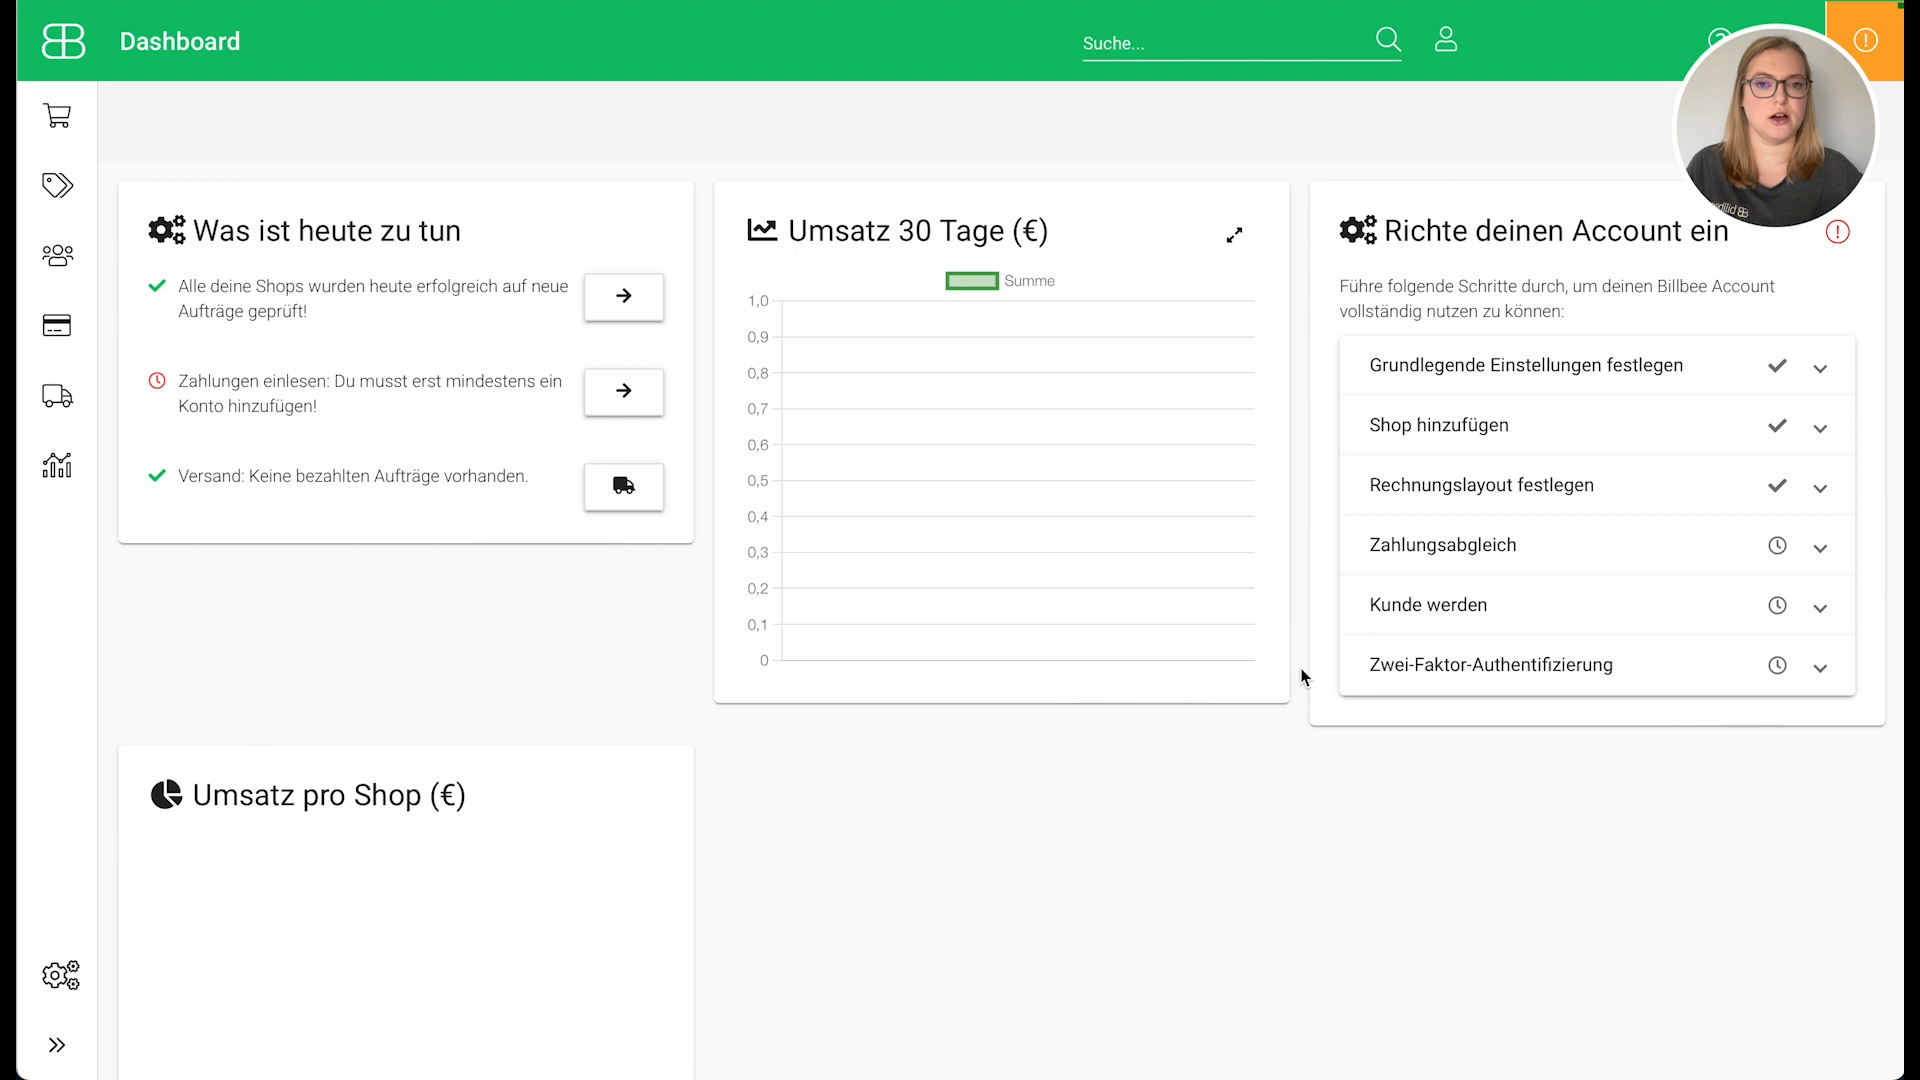 Dashboard
Suche...
Was ist heute zu tun
Alle deine Shops wurden heute erfolgreich auf neue
Aufträge geprüft!
Zahlungen einlesen: Du musst erst mindestens ein
Konto hinzufügen!
Versand: Keine bezahlten Aufträge vorhanden.
Umsatz 30 Tage (€)
Summe
1,0
0,9
0,8
0,7
0,6
0,5
0,4
0,3
0,2
0,1
0
Richte deinen Account ein
Führe folgende Schritte durch, um deinen Billbee Account
vollständig nutzen zu können:
Grundlegende Einstellungen festlegen
Shop hinzufügen
Rechnungslayout festlegen
Zahlungsabgleich
Kunde werden
Zwei-Faktor-Authentifizierung
Umsatz pro Shop (€)